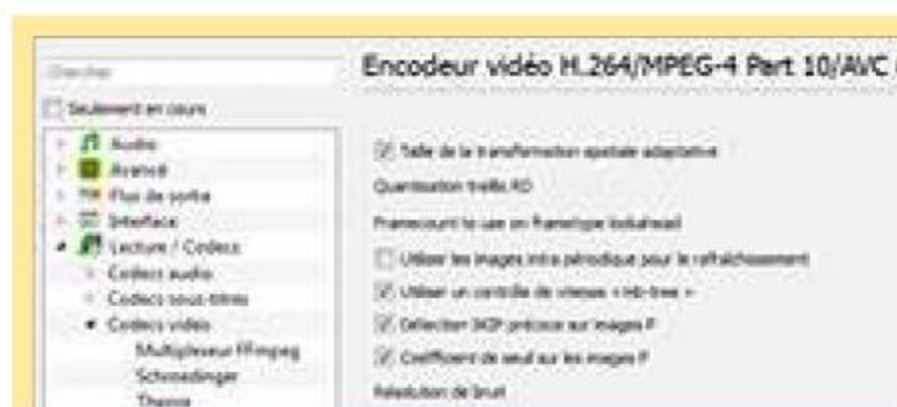 Chercher
Encodeur vidéo H.264/MPEG-4 Part 10/AVC
Seulement en cours
Audio
Avancé
Flux de sortie
Interface
Lecture / Codecs
Codecs audio
Codecs sous-titres
Codecs vidéo
Multiplexeur FFmpeg
Schroedinger
Theora
Taille de la transformation spatiale adaptative
Quantisation treillis RD
Framecount to use on frametype lookahead
Utiliser les images intra périodique pour le rafraîchissement
Utiliser un contrôle de vitesse « Mb-tree »
Détection SKIP précoce sur images P
Coefficient de seuil sur les images P
Réduction de bruit